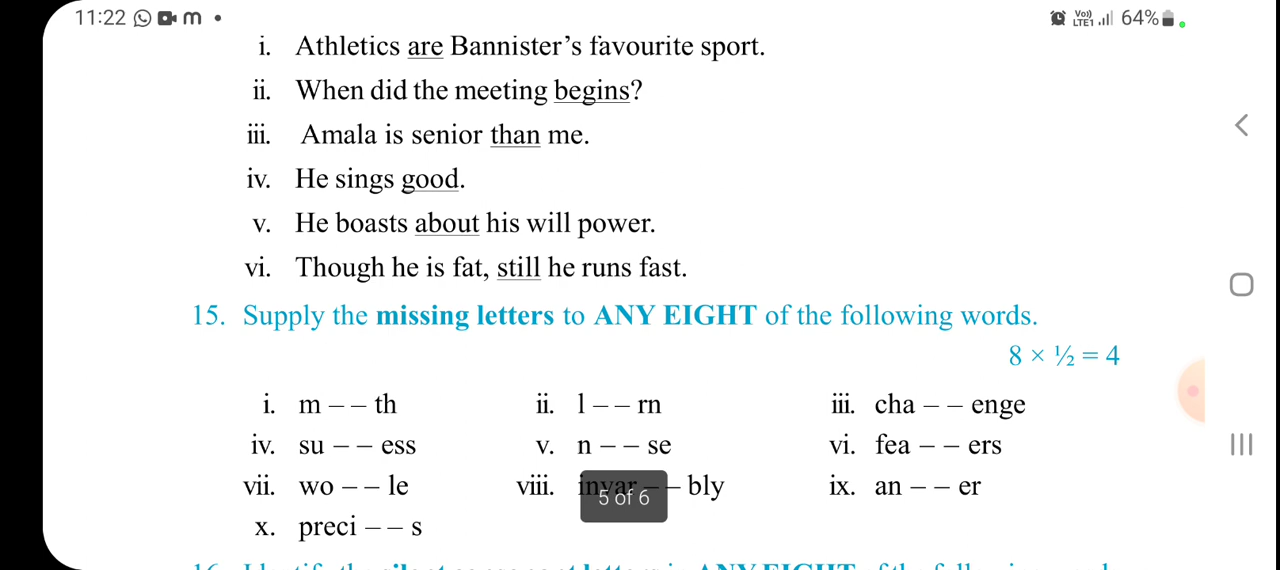 11:22 m • Vo)) LTE1 64%
i. Athletics are Bannister's favourite sport.
ii. When did the meeting begins?
iii. Amala is senior than me.
iv. He sings good.
v. He boasts about his will power.
vi. Though he is fat, still he runs fast.
15. Supply the missing letters to ANY EIGHT of the following words.
8 × ½ = 4
i. m – – th ii. l – – rn iii. cha – – enge
iv. su – – ess v. n – – se vi. fea – – ers
vii. wo – – le viii. invar – – bly ix. an – – er
5 of 6
x. preci – – s